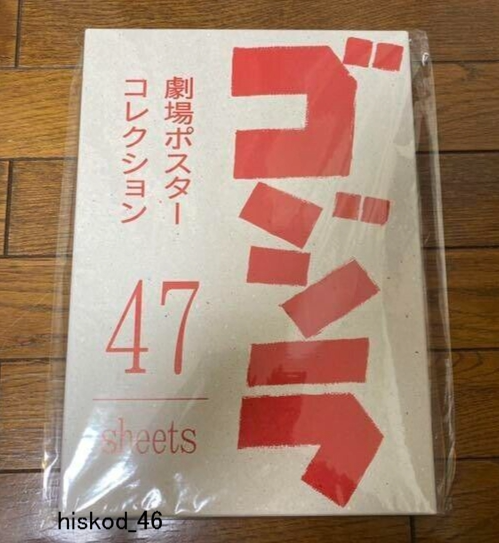 ゴジラ
劇場ポスター
コレクション
47
sheets
hiskod_46